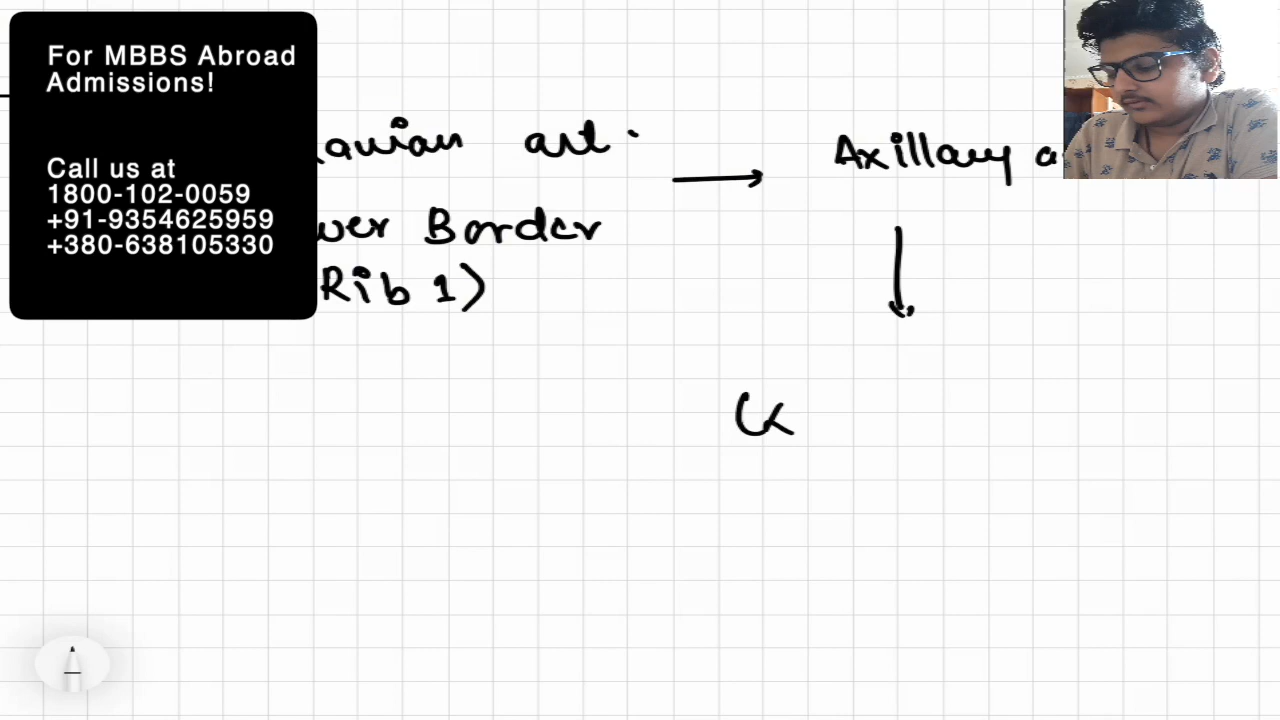 For MBBS Abroad
Admissions!
Call us at
1800-102-0059
+91-9354625959
+380-638105330
art.
Border
Rib 1)
Axillary a